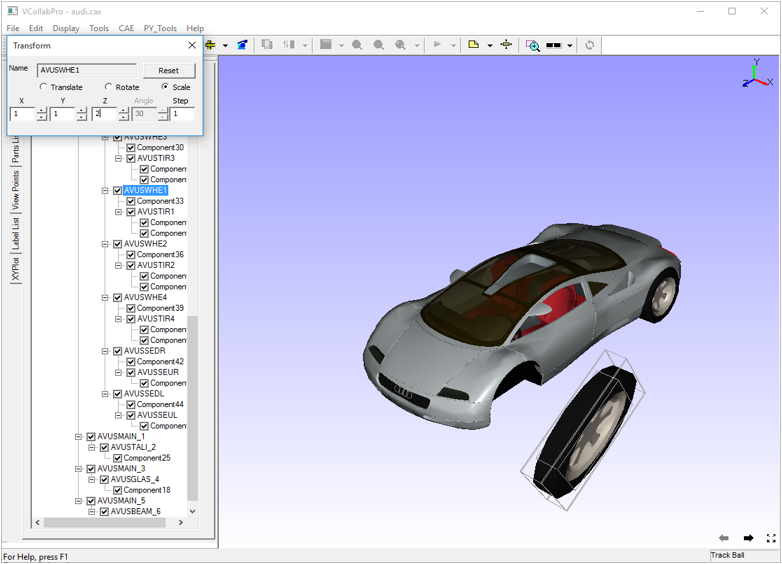 VCollabPro - audi.cax
File Edit Display Tools CAE PY_Tools Help
Transform
Name AVUSWHE1 Reset
Translate Rotate Scale
X Y Z Angle Step
1 1 2 30 1
Parts Lis
View Points
Label List
XYPlot
AVUSWHE3
Component30
AVUSTIR3
Component
Component
AVUSWHE1
Component33
AVUSTIR1
Component
Component
AVUSWHE2
Component36
AVUSTIR2
Component
Component
AVUSWHE4
Component39
AVUSTIR4
Component
Component
AVUSSEDR
Component42
AVUSSEUR
Component
AVUSSEDL
Component44
AVUSSEUL
Component
AVUSMAIN_1
AVUSTALI_2
Component25
AVUSMAIN_3
AVUSGLAS_4
Component18
AVUSMAIN_5
AVUSBEAM_6
Y
Z X
For Help, press F1
Track Ball